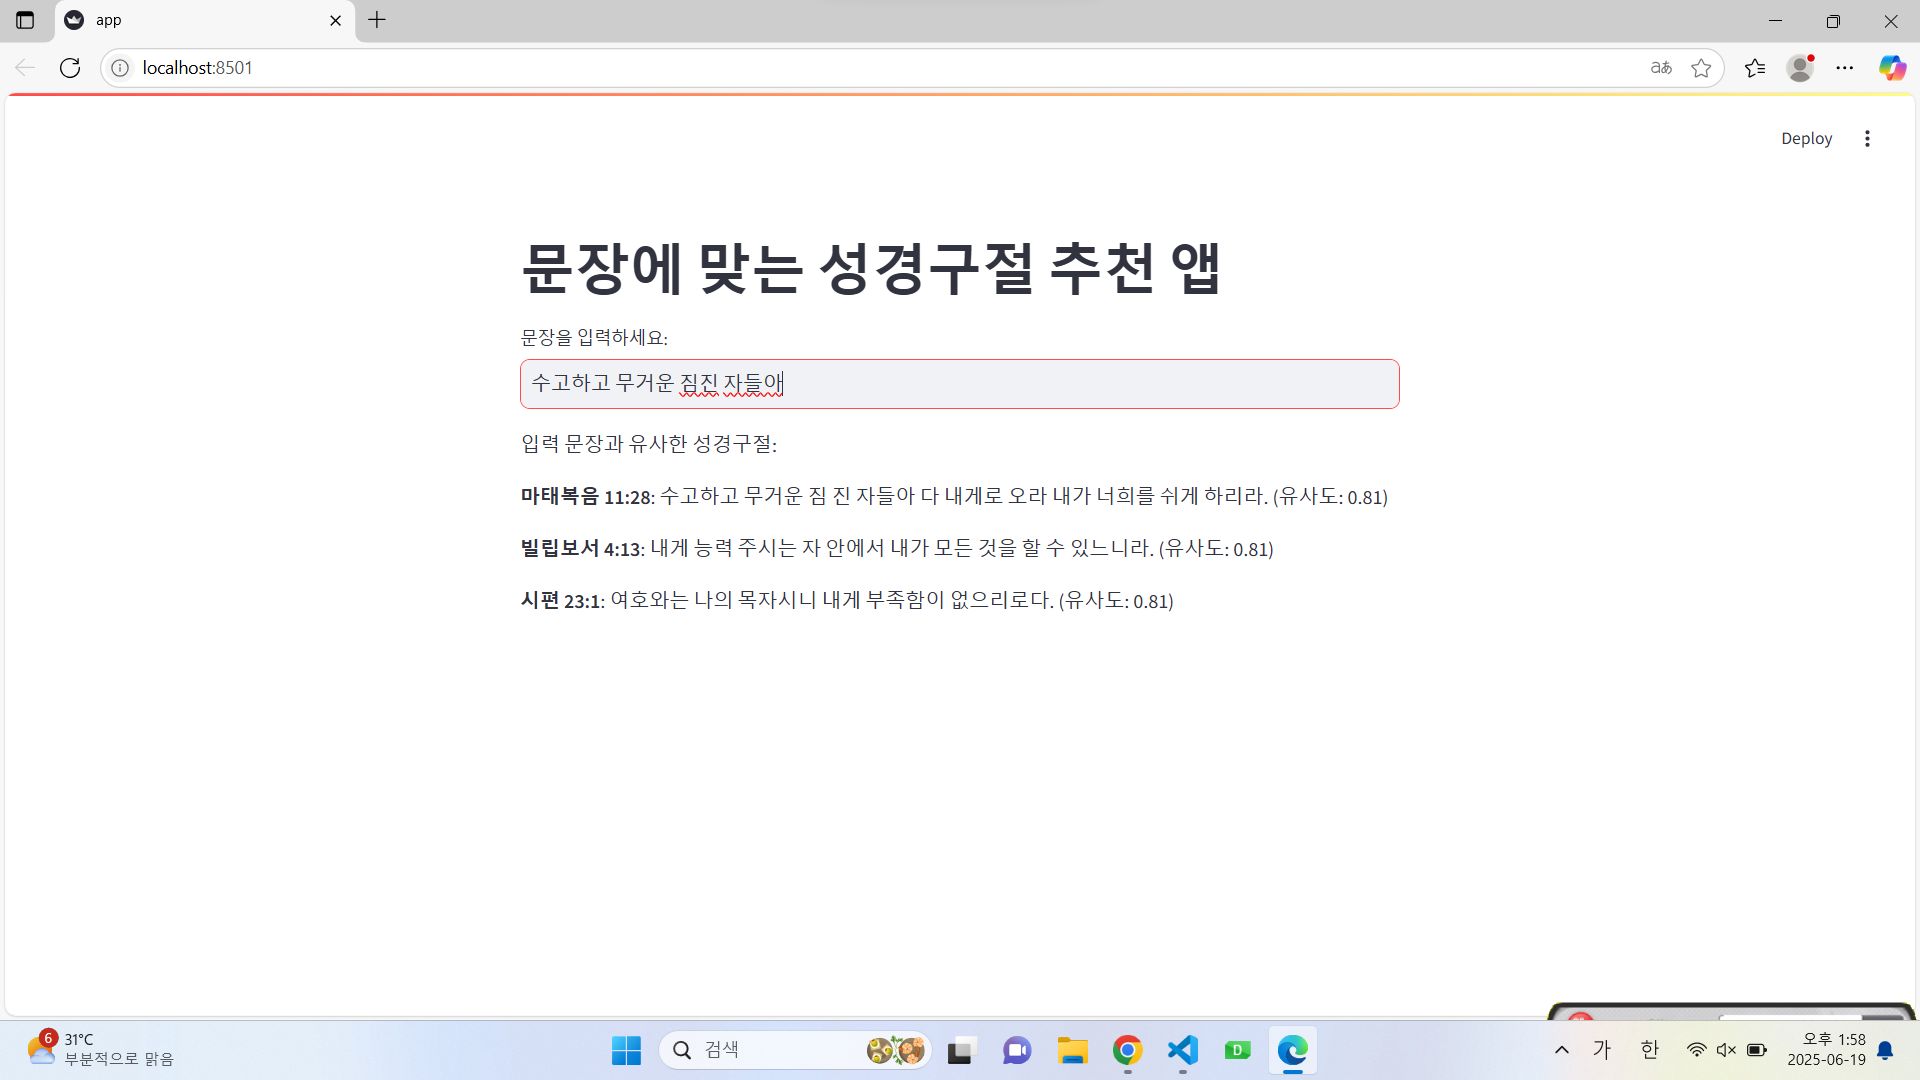 app
localhost:8501
aあ
Deploy
문장에 맞는 성경구절 추천 앱
문장을 입력하세요:
수고하고 무거운 짐진 자들아
입력 문장과 유사한 성경구절:
마태복음 11:28: 수고하고 무거운 짐 진 자들아 다 내게로 오라 내가 너희를 쉬게 하리라. (유사도: 0.81)
빌립보서 4:13: 내게 능력 주시는 자 안에서 내가 모든 것을 할 수 있느니라. (유사도: 0.81)
시편 23:1: 여호와는 나의 목자시니 내게 부족함이 없으리로다. (유사도: 0.81)
6
31°C
부분적으로 맑음
검색
D
가
한
오후 1:58
2025-06-19